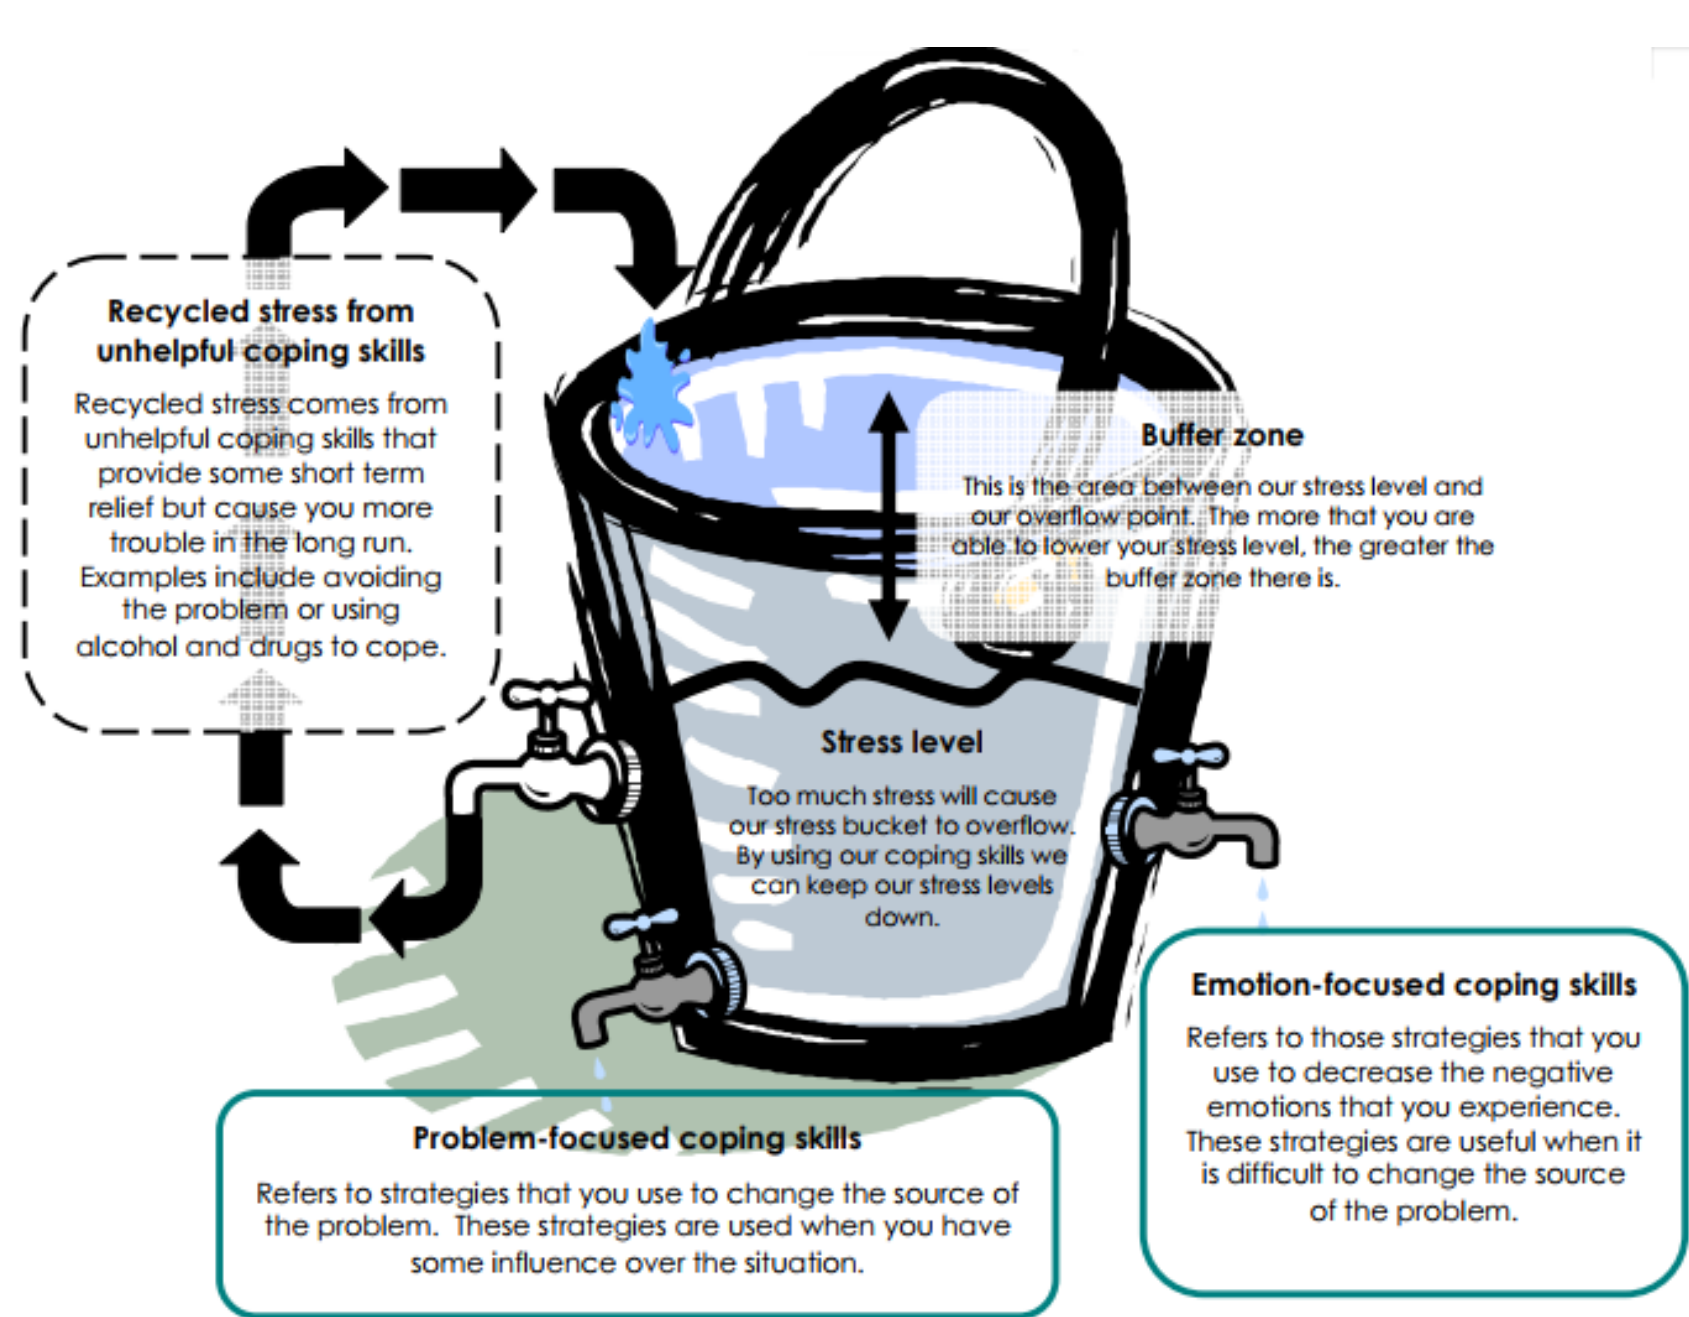 Recycled stress from
unhelpful coping skills
Recycled stress comes from
unhelpful coping skills that
provide some short term
relief but cause you more
trouble in the long run.
Examples include avoiding
the problem or using
alcohol and drugs to cope.
Buffer zone
This is the area between our stress level and
our overflow point. The more that you are
able to lower your stress level, the greater the
buffer zone there is.
Stress level
Too much stress will cause
our stress bucket to overflow.
By using our coping skills we
can keep our stress levels
down.
Emotion-focused coping skills
Refers to those strategies that you
use to decrease the negative
emotions that you experience.
These strategies are useful when it
is difficult to change the source
of the problem.
Problem-focused coping skills
Refers to strategies that you use to change the source of
the problem. These strategies are used when you have
some influence over the situation.